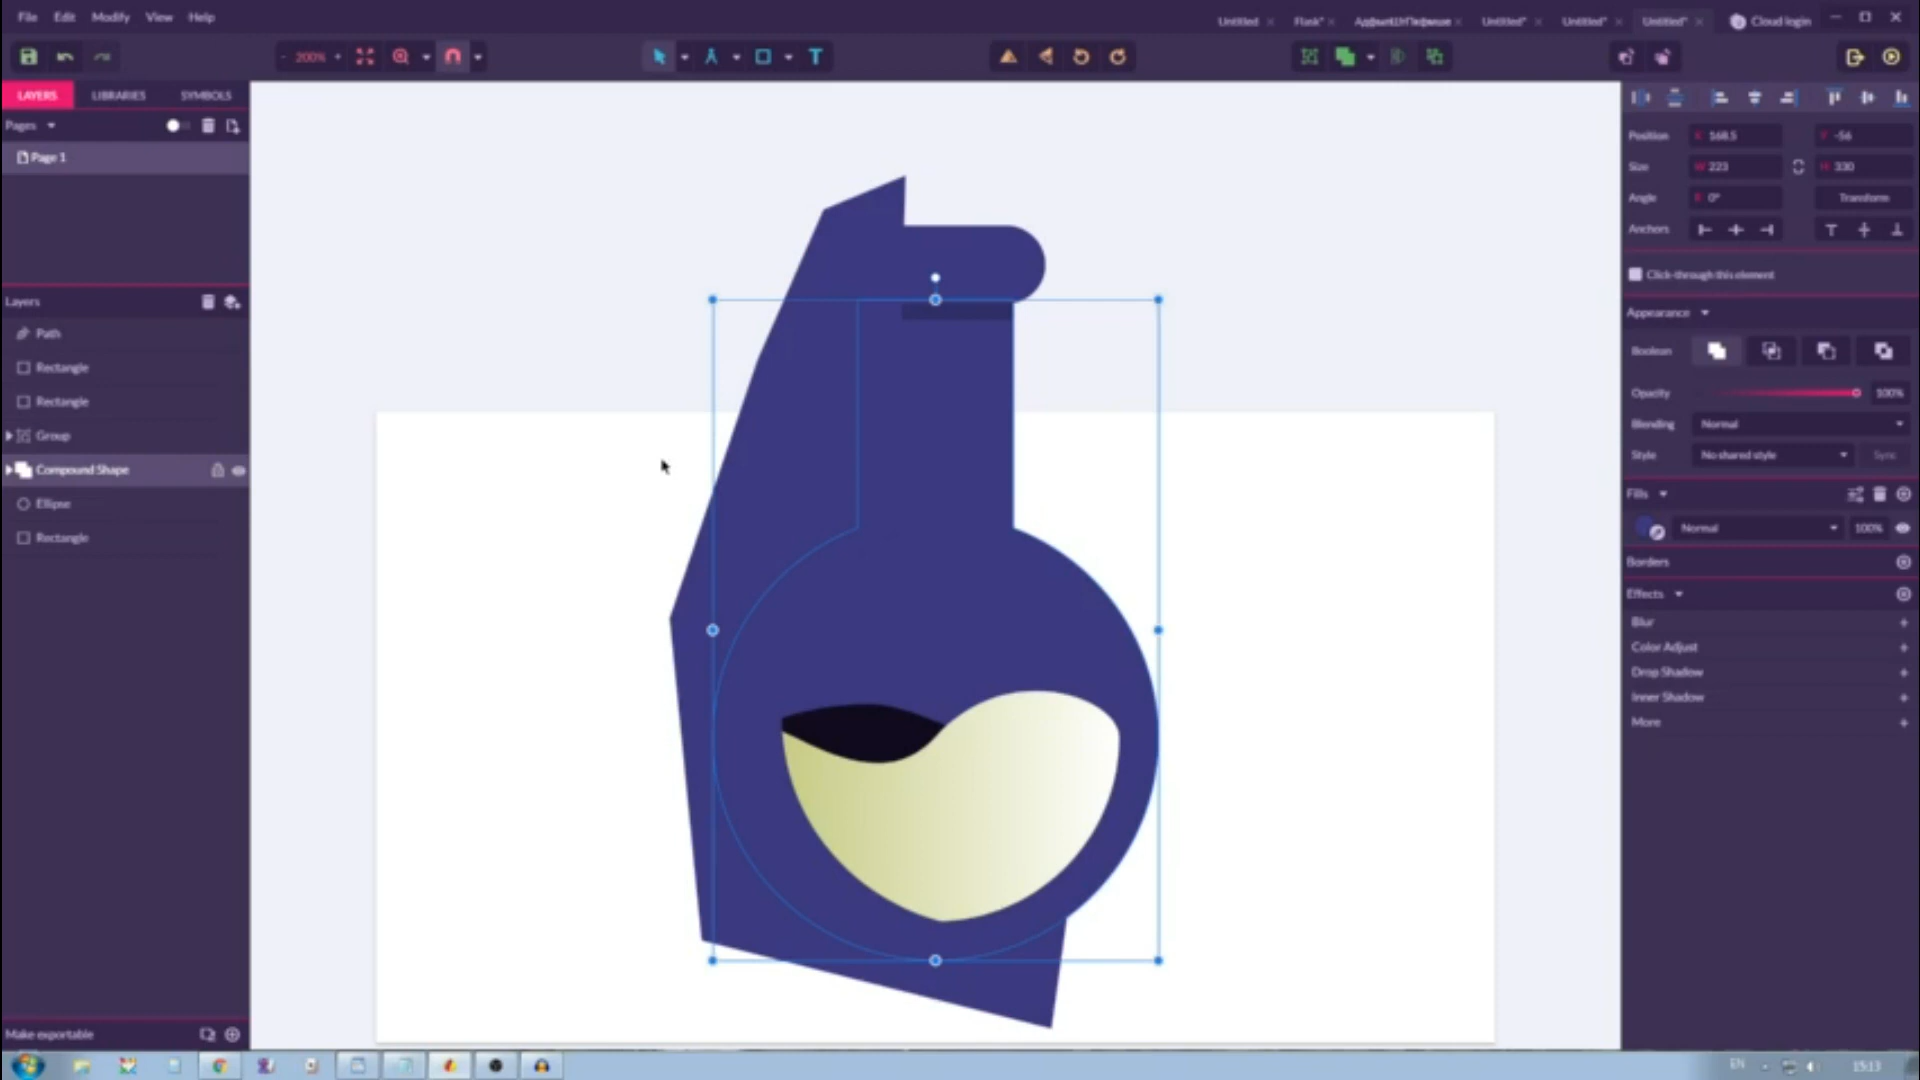 File Edit Modify View Help
Untitled Flask* Untitled* Untitled* Untitled* Cloud login
- 200% +
T
LAYERS LIBRARIES SYMBOLS
Pages
Page 1
Layers
Path
Rectangle
Rectangle
Group
Compound Shape
Ellipse
Rectangle
Make exportable
Position X 168.5 Y -56
Size W 223 H 330
Angle 0° Transform
Anchors
Click-through this element
Appearance
Boolean
Opacity 100%
Blending Normal
Style No shared style Sync
Fills
Normal 100%
Borders
Effects
Blur +
Color Adjust +
Drop Shadow +
Inner Shadow +
More +
EN 15:13